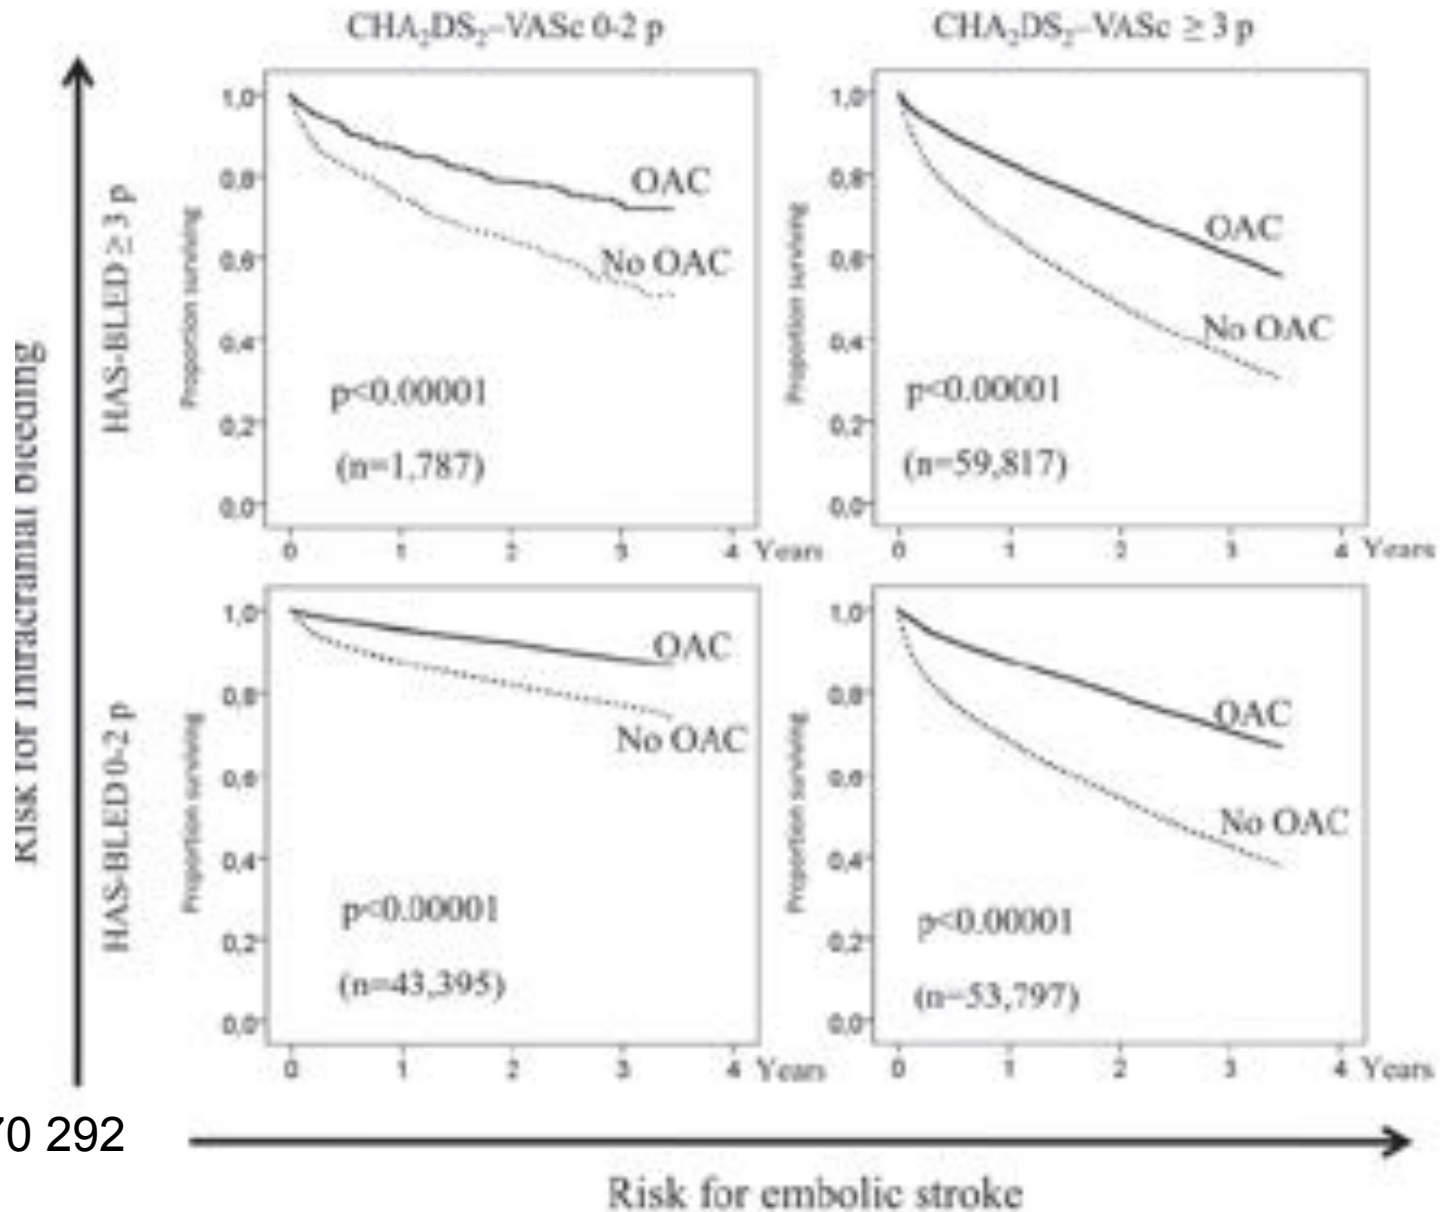 CHA₂DS₂–VASc 0-2 p
CHA₂DS₂–VASc ≥ 3 p
Risk for intracranial bleeding
HAS-BLED ≥ 3 p
HAS-BLED 0-2 p
Proportion surviving
1,0
0,8
0,6
0,4
0,2
0,0
OAC
No OAC
p<0.00001
(n=1,787)
0 1 2 3 4 Years
Proportion surviving
1,0
0,8
0,6
0,4
0,2
0,0
OAC
No OAC
p<0.00001
(n=59,817)
0 1 2 3 4 Years
Proportion surviving
1,0
0,8
0,6
0,4
0,2
0,0
OAC
No OAC
p<0.00001
(n=43,395)
0 1 2 3 4 Years
Proportion surviving
1,0
0,8
0,6
0,4
0,2
0,0
OAC
No OAC
p<0.00001
(n=53,797)
0 1 2 3 4 Years
70 292
Risk for embolic stroke